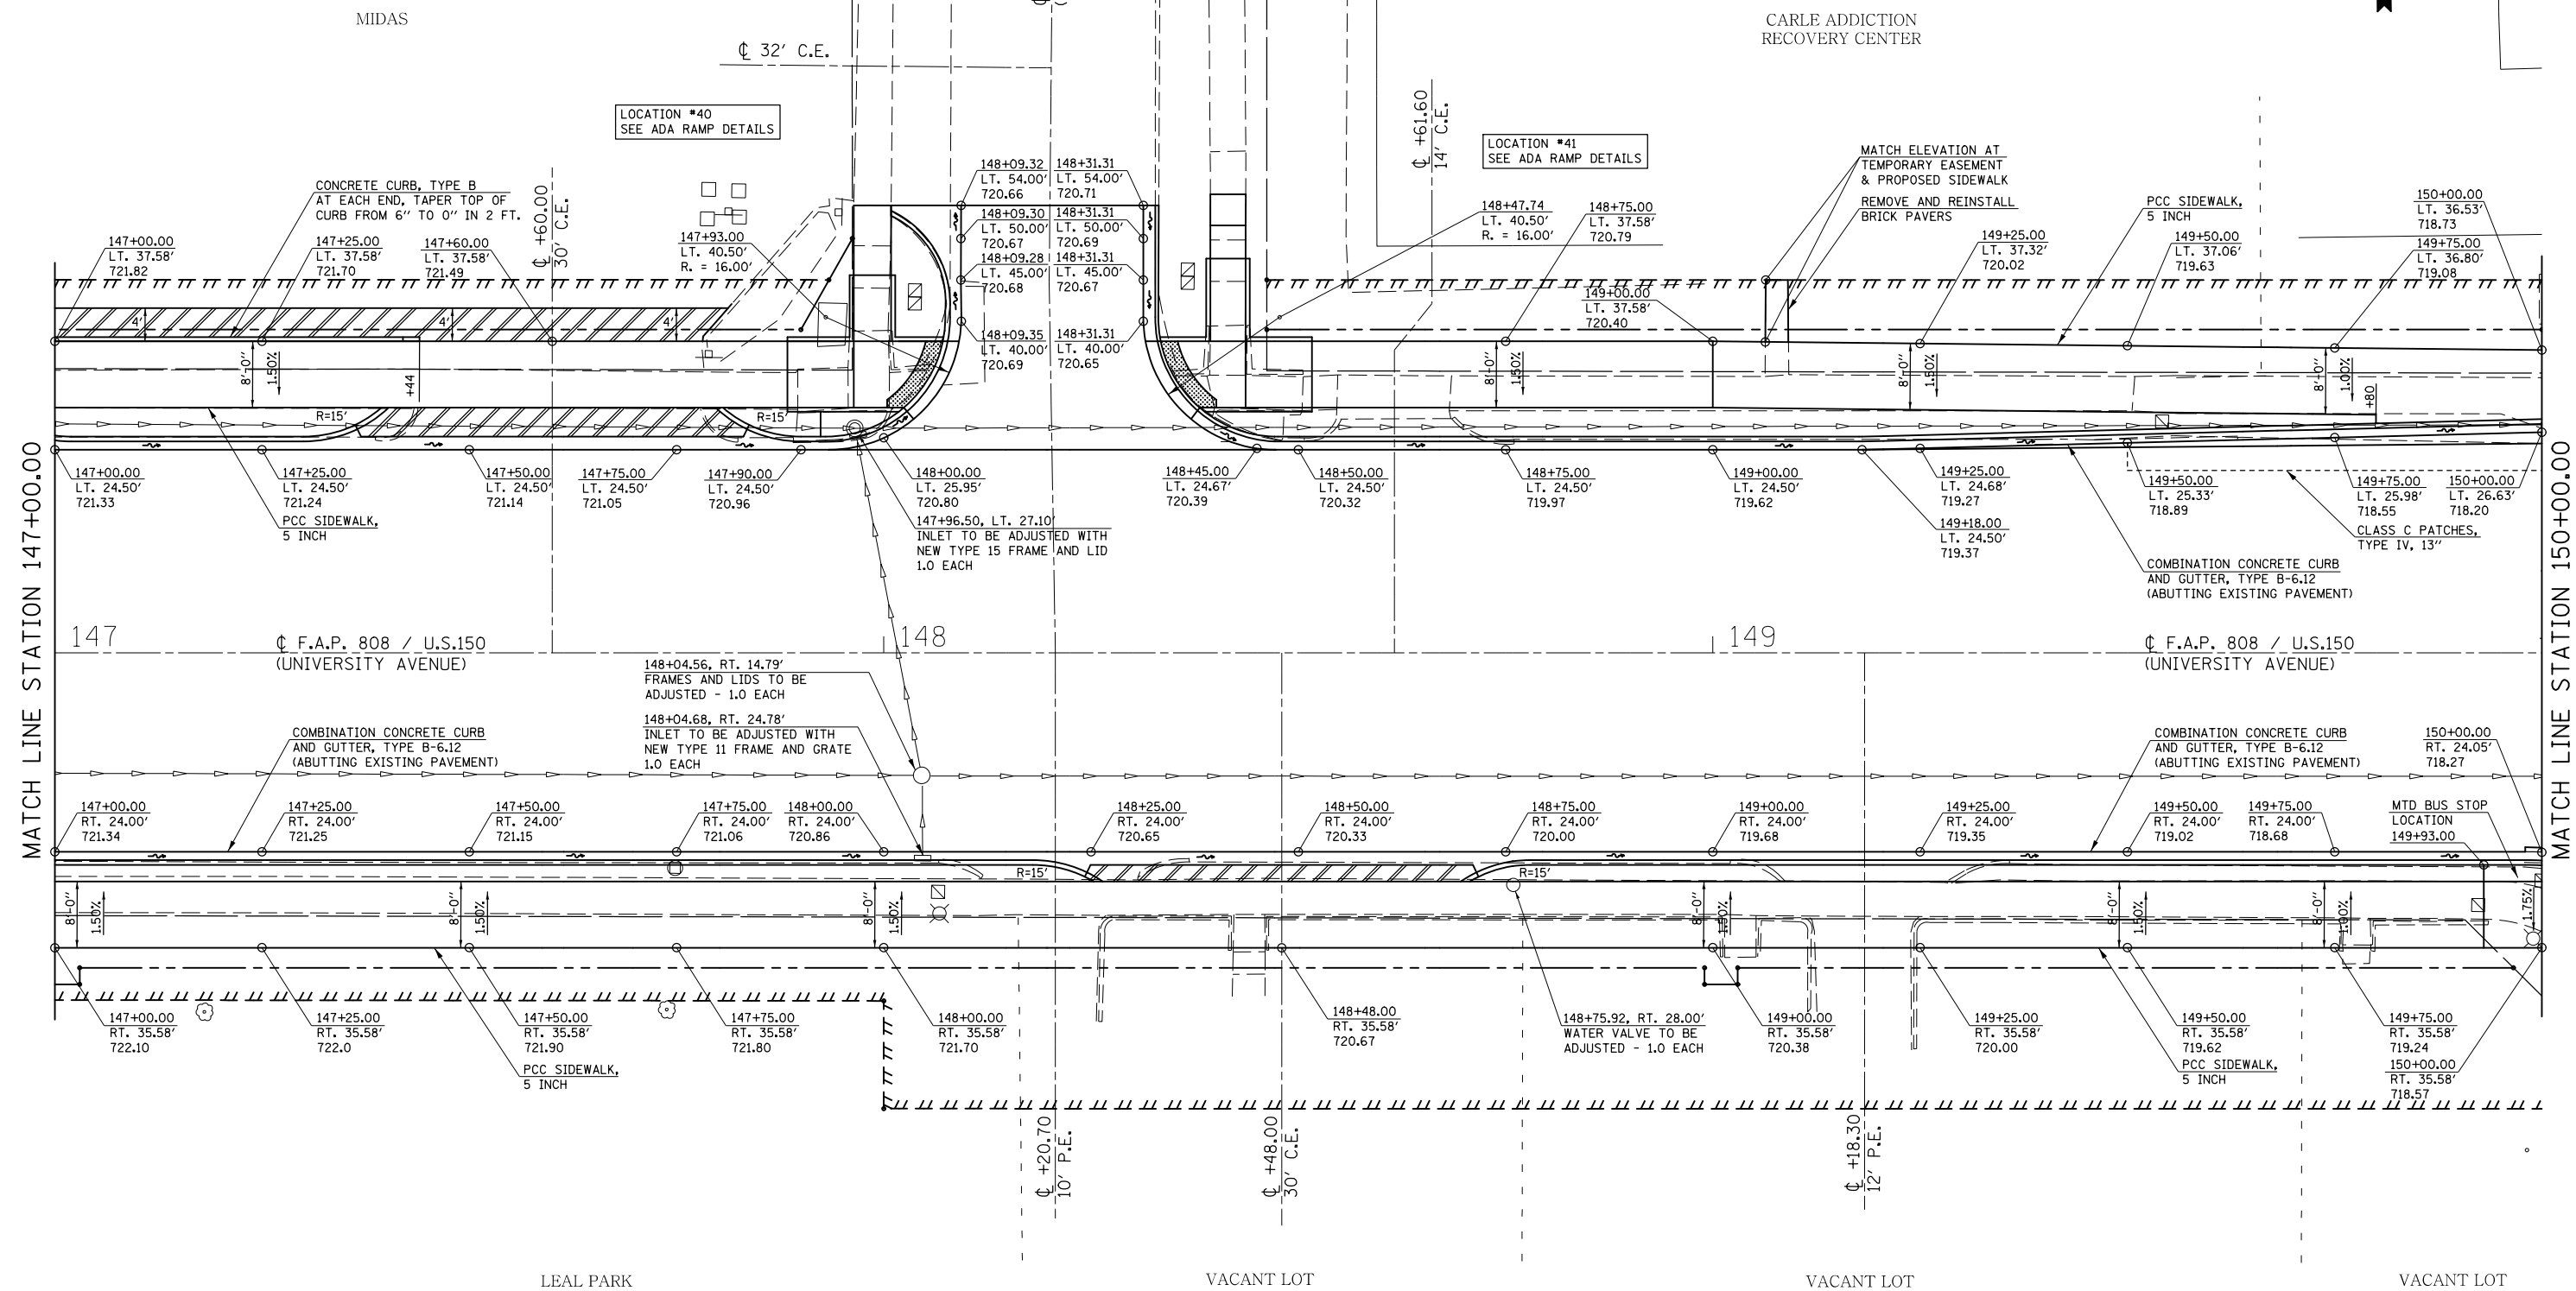 MIDAS
CARLE ADDICTION
RECOVERY CENTER
℄ 32' C.E.
LOCATION #40
SEE ADA RAMP DETAILS
LOCATION #41
SEE ADA RAMP DETAILS
℄ +61.60
14' C.E.
℄ +60.00
30' C.E.
CONCRETE CURB, TYPE B
AT EACH END, TAPER TOP OF
CURB FROM 6" TO 0" IN 2 FT.
MATCH ELEVATION AT
TEMPORARY EASEMENT
& PROPOSED SIDEWALK
REMOVE AND REINSTALL
BRICK PAVERS
PCC SIDEWALK,
5 INCH
147+00.00
LT. 37.58'
721.82
147+25.00
LT. 37.58'
721.70
147+60.00
LT. 37.58'
721.49
147+93.00
LT. 40.50'
R. = 16.00'
148+09.32
LT. 54.00'
720.66
148+31.31
LT. 54.00'
720.71
148+09.30
LT. 50.00'
720.67
148+31.31
LT. 50.00'
720.69
148+09.28
LT. 45.00'
720.68
148+31.31
LT. 45.00'
720.67
148+09.35
LT. 40.00'
720.69
148+31.31
LT. 40.00'
720.65
148+47.74
LT. 40.50'
R. = 16.00'
148+75.00
LT. 37.58'
720.79
149+00.00
LT. 37.58'
720.40
149+25.00
LT. 37.32'
720.02
149+50.00
LT. 37.06'
719.63
150+00.00
LT. 36.53'
718.73
149+75.00
LT. 36.80'
719.08
4'
4'
4'
8'-0"
1.50%
+44
R=15'
R=15'
8'-0"
1.50%
8'-0"
1.50%
8'-0"
1.00%
+80
147+00.00
LT. 24.50'
721.33
147+25.00
LT. 24.50'
721.24
147+50.00
LT. 24.50'
721.14
147+75.00
LT. 24.50'
721.05
147+90.00
LT. 24.50'
720.96
148+00.00
LT. 25.95'
720.80
148+45.00
LT. 24.67'
720.39
148+50.00
LT. 24.50'
720.32
148+75.00
LT. 24.50'
719.97
149+00.00
LT. 24.50'
719.62
149+25.00
LT. 24.68'
719.27
149+18.00
LT. 24.50'
719.37
149+50.00
LT. 25.33'
718.89
149+75.00
LT. 25.98'
718.55
150+00.00
LT. 26.63'
718.20
PCC SIDEWALK,
5 INCH
147+96.50, LT. 27.10'
INLET TO BE ADJUSTED WITH
NEW TYPE 15 FRAME AND LID
1.0 EACH
CLASS C PATCHES,
TYPE IV, 13"
COMBINATION CONCRETE CURB
AND GUTTER, TYPE B-6.12
(ABUTTING EXISTING PAVEMENT)
MATCH LINE STATION 147+00.00
MATCH LINE STATION 150+00.00
147
148
149
℄ F.A.P. 808 / U.S.150
(UNIVERSITY AVENUE)
℄ F.A.P. 808 / U.S.150
(UNIVERSITY AVENUE)
148+04.56, RT. 14.79'
FRAMES AND LIDS TO BE
ADJUSTED - 1.0 EACH
148+04.68, RT. 24.78'
INLET TO BE ADJUSTED WITH
NEW TYPE 11 FRAME AND GRATE
1.0 EACH
COMBINATION CONCRETE CURB
AND GUTTER, TYPE B-6.12
(ABUTTING EXISTING PAVEMENT)
COMBINATION CONCRETE CURB
AND GUTTER, TYPE B-6.12
(ABUTTING EXISTING PAVEMENT)
150+00.00
RT. 24.05'
718.27
147+00.00
RT. 24.00'
721.34
147+25.00
RT. 24.00'
721.25
147+50.00
RT. 24.00'
721.15
147+75.00
RT. 24.00'
721.06
148+00.00
RT. 24.00'
720.86
148+25.00
RT. 24.00'
720.65
148+50.00
RT. 24.00'
720.33
148+75.00
RT. 24.00'
720.00
149+00.00
RT. 24.00'
719.68
149+25.00
RT. 24.00'
719.35
149+50.00
RT. 24.00'
719.02
149+75.00
RT. 24.00'
718.68
MTD BUS STOP
LOCATION
149+93.00
R=15'
R=15'
8'-0"
1.50%
8'-0"
1.50%
8'-0"
1.50%
8'-0"
8'-0"
1.50%
8'-0"
1.75%
147+00.00
RT. 35.58'
722.10
147+25.00
RT. 35.58'
722.0
147+50.00
RT. 35.58'
721.90
147+75.00
RT. 35.58'
721.80
148+00.00
RT. 35.58'
721.70
148+48.00
RT. 35.58'
720.67
148+75.92, RT. 28.00'
WATER VALVE TO BE
ADJUSTED - 1.0 EACH
149+00.00
RT. 35.58'
720.38
149+25.00
RT. 35.58'
720.00
149+50.00
RT. 35.58'
719.62
149+75.00
RT. 35.58'
719.24
150+00.00
RT. 35.58'
718.57
PCC SIDEWALK,
5 INCH
PCC SIDEWALK,
5 INCH
℄ +20.70
10' P.E.
℄ +48.00
30' C.E.
℄ +18.30
12' P.E.
LEAL PARK
VACANT LOT
VACANT LOT
VACANT LOT